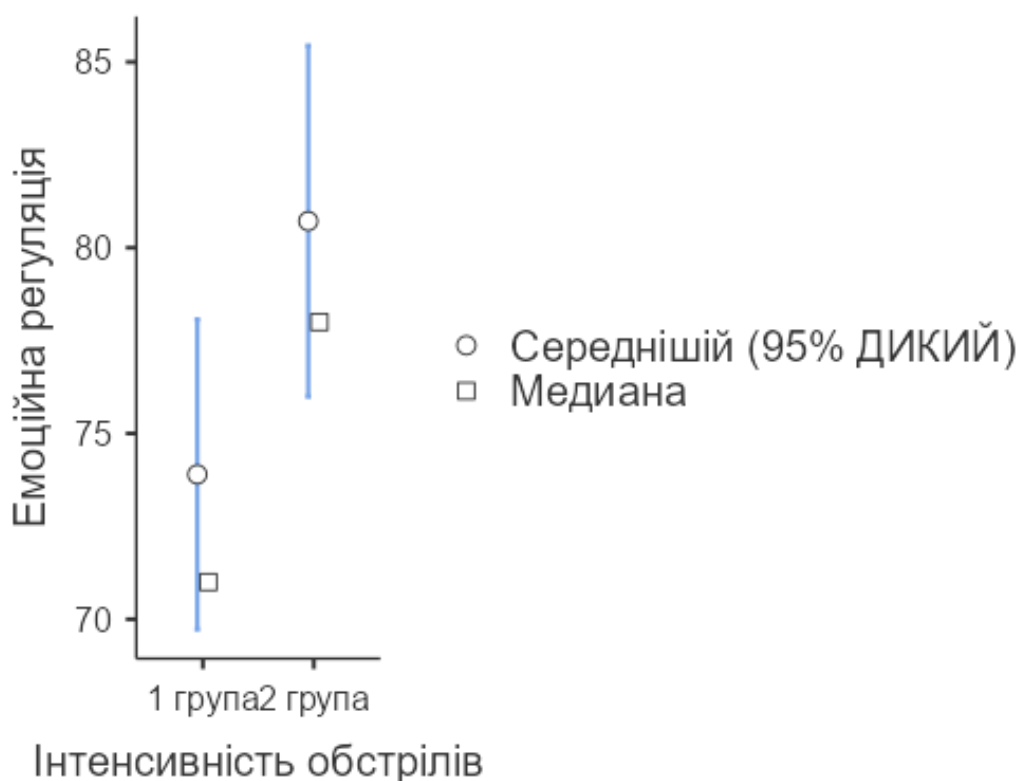 85
80
75
70
Емоційна регуляція
1 група2 група
Інтенсивність обстрілів
Середнішій (95% ДИКИЙ)
Медиана